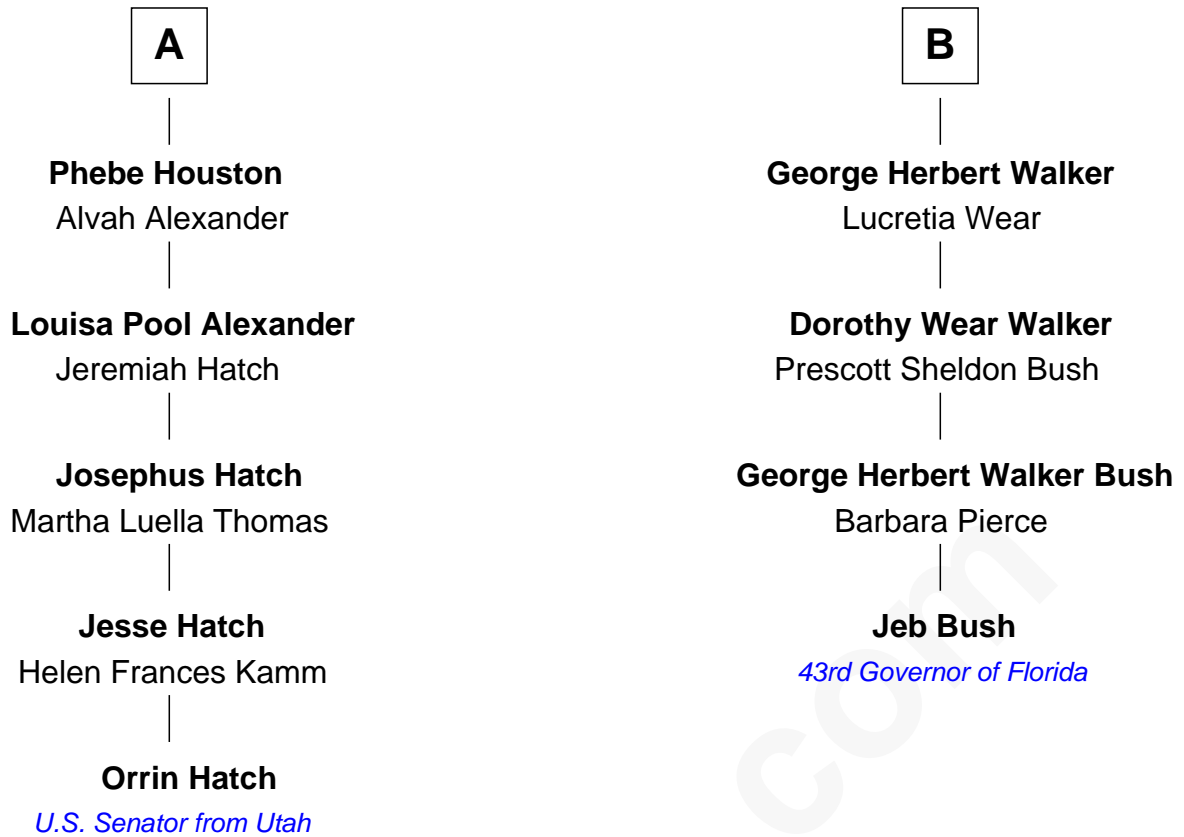 A
Phebe Houston
Alvah Alexander
Louisa Pool Alexander
Jeremiah Hatch
Josephus Hatch
Martha Luella Thomas
Jesse Hatch
Helen Frances Kamm
Orrin Hatch
U.S. Senator from Utah
B
George Herbert Walker
Lucretia Wear
Dorothy Wear Walker
Prescott Sheldon Bush
George Herbert Walker Bush
Barbara Pierce
Jeb Bush
43rd Governor of Florida
com